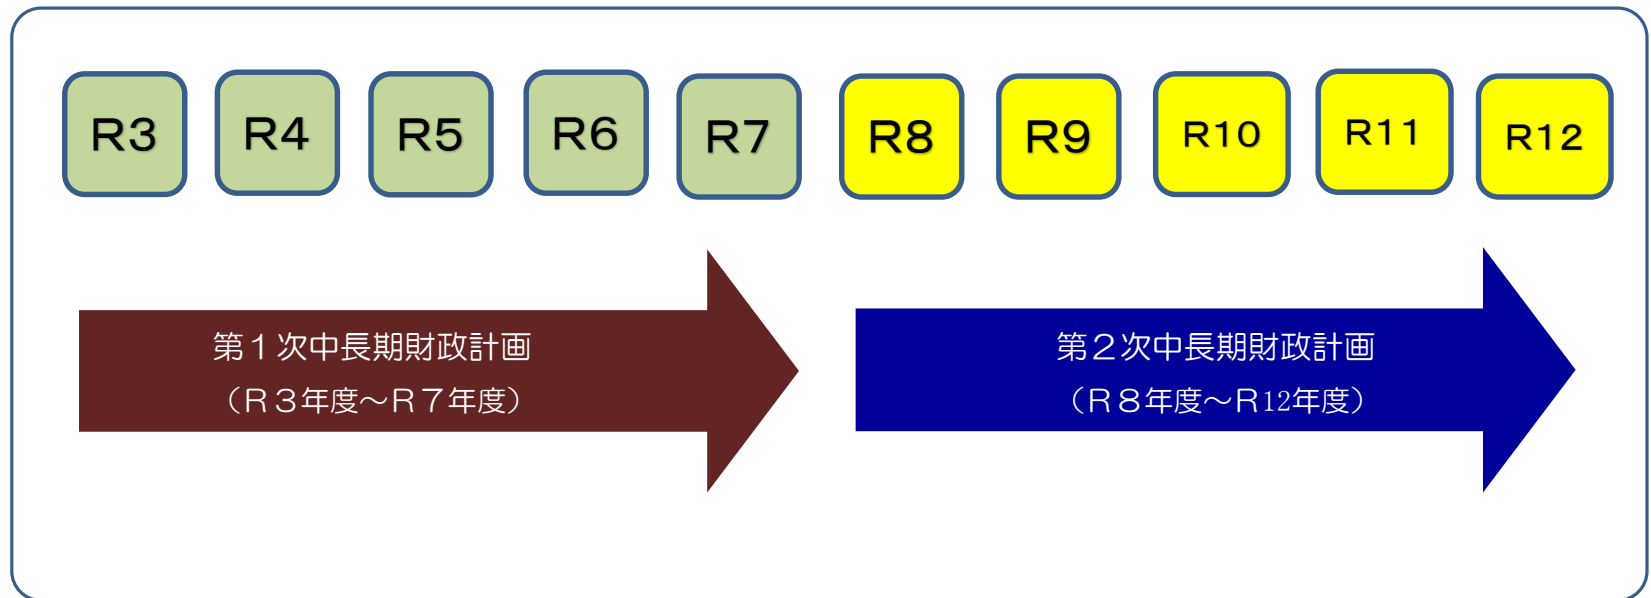 R3 R4 R5 R6 R7 R8 R9 R10 R11 R12
第１次中長期財政計画
（R３年度～R７年度）
第２次中長期財政計画
（R８年度～R12年度）